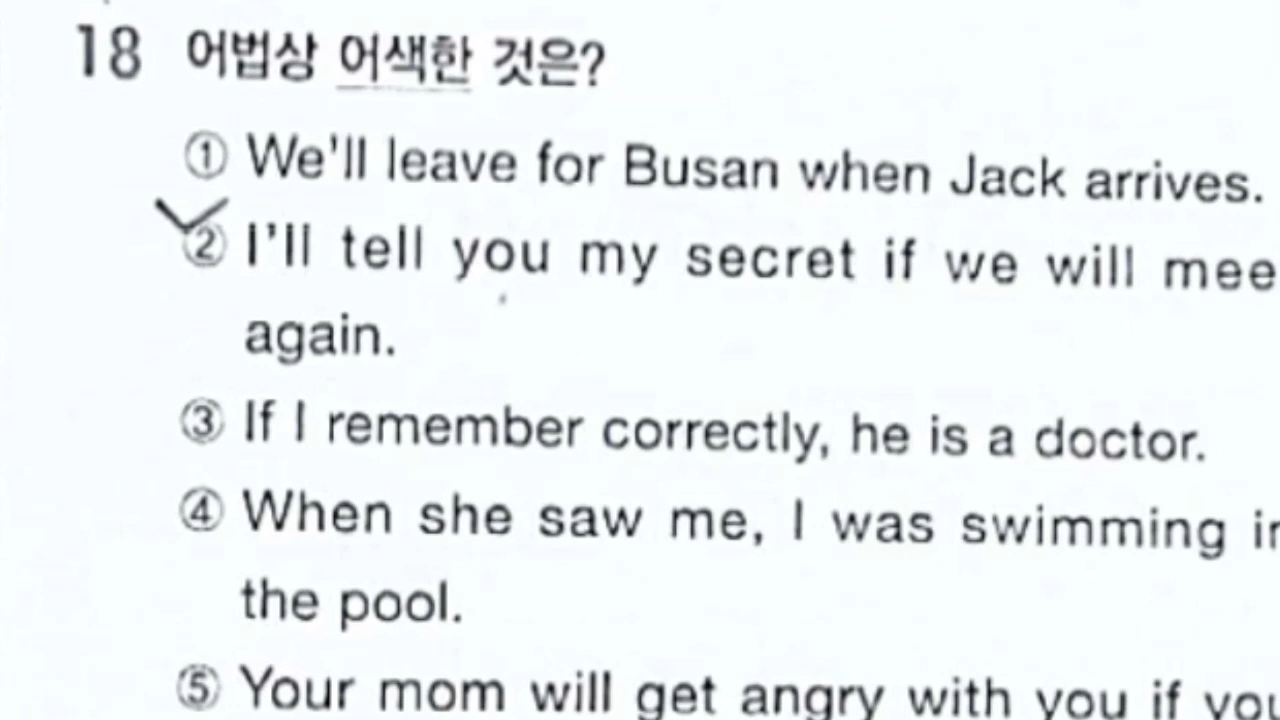 18 어법상 어색한 것은?
① We'll leave for Busan when Jack arrives.
② I'll tell you my secret if we will mee
again.
③ If I remember correctly, he is a doctor.
④ When she saw me, I was swimming in
the pool.
⑤ Your mom will get angry with you if you